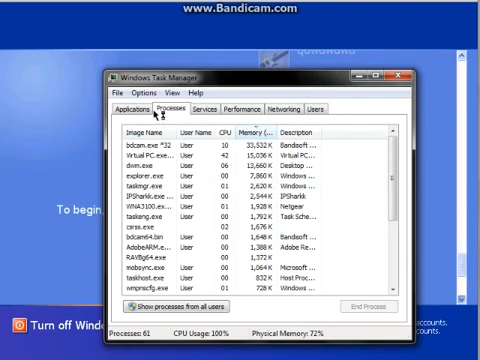 www.Bandicam.com
Windows Task Manager
File Options View Help
Applications Processes Services Performance Networking Users
Image Name User Name CPU Memory (... Description
bdcam.exe *32 User 10 33,532 K Bandisoft ...
Virtual PC.exe... User 42 15,036 K Windows ...
dwm.exe User 06 13,660 K Desktop ...
explorer.exe User 00 7,860 K Windows ...
taskmgr.exe User 01 2,620 K Windows ...
IPSharkk.exe... User 00 2,544 K IPSharkk
WNA3100.ex... User 01 1,928 K Netgear
taskeng.exe User 00 1,792 K Task Sche...
csrss.exe 02 1,676 K
bdcam64.bin User 00 1,648 K Bandisoft ...
AdobeARM.e... User 00 1,388 K Adobe Re...
RAVBg64.exe User 00 1,372 K
mobsync.exe User 00 1,064 K Microsoft ...
taskhost.exe User 00 832 K Host Proc...
wmpnscfg.exe User 01 728 K Windows ...
Show processes from all users End Process
Processes: 61 CPU Usage: 100% Physical Memory: 72%
To begin,
Turn off Windo
accounts.
counts.